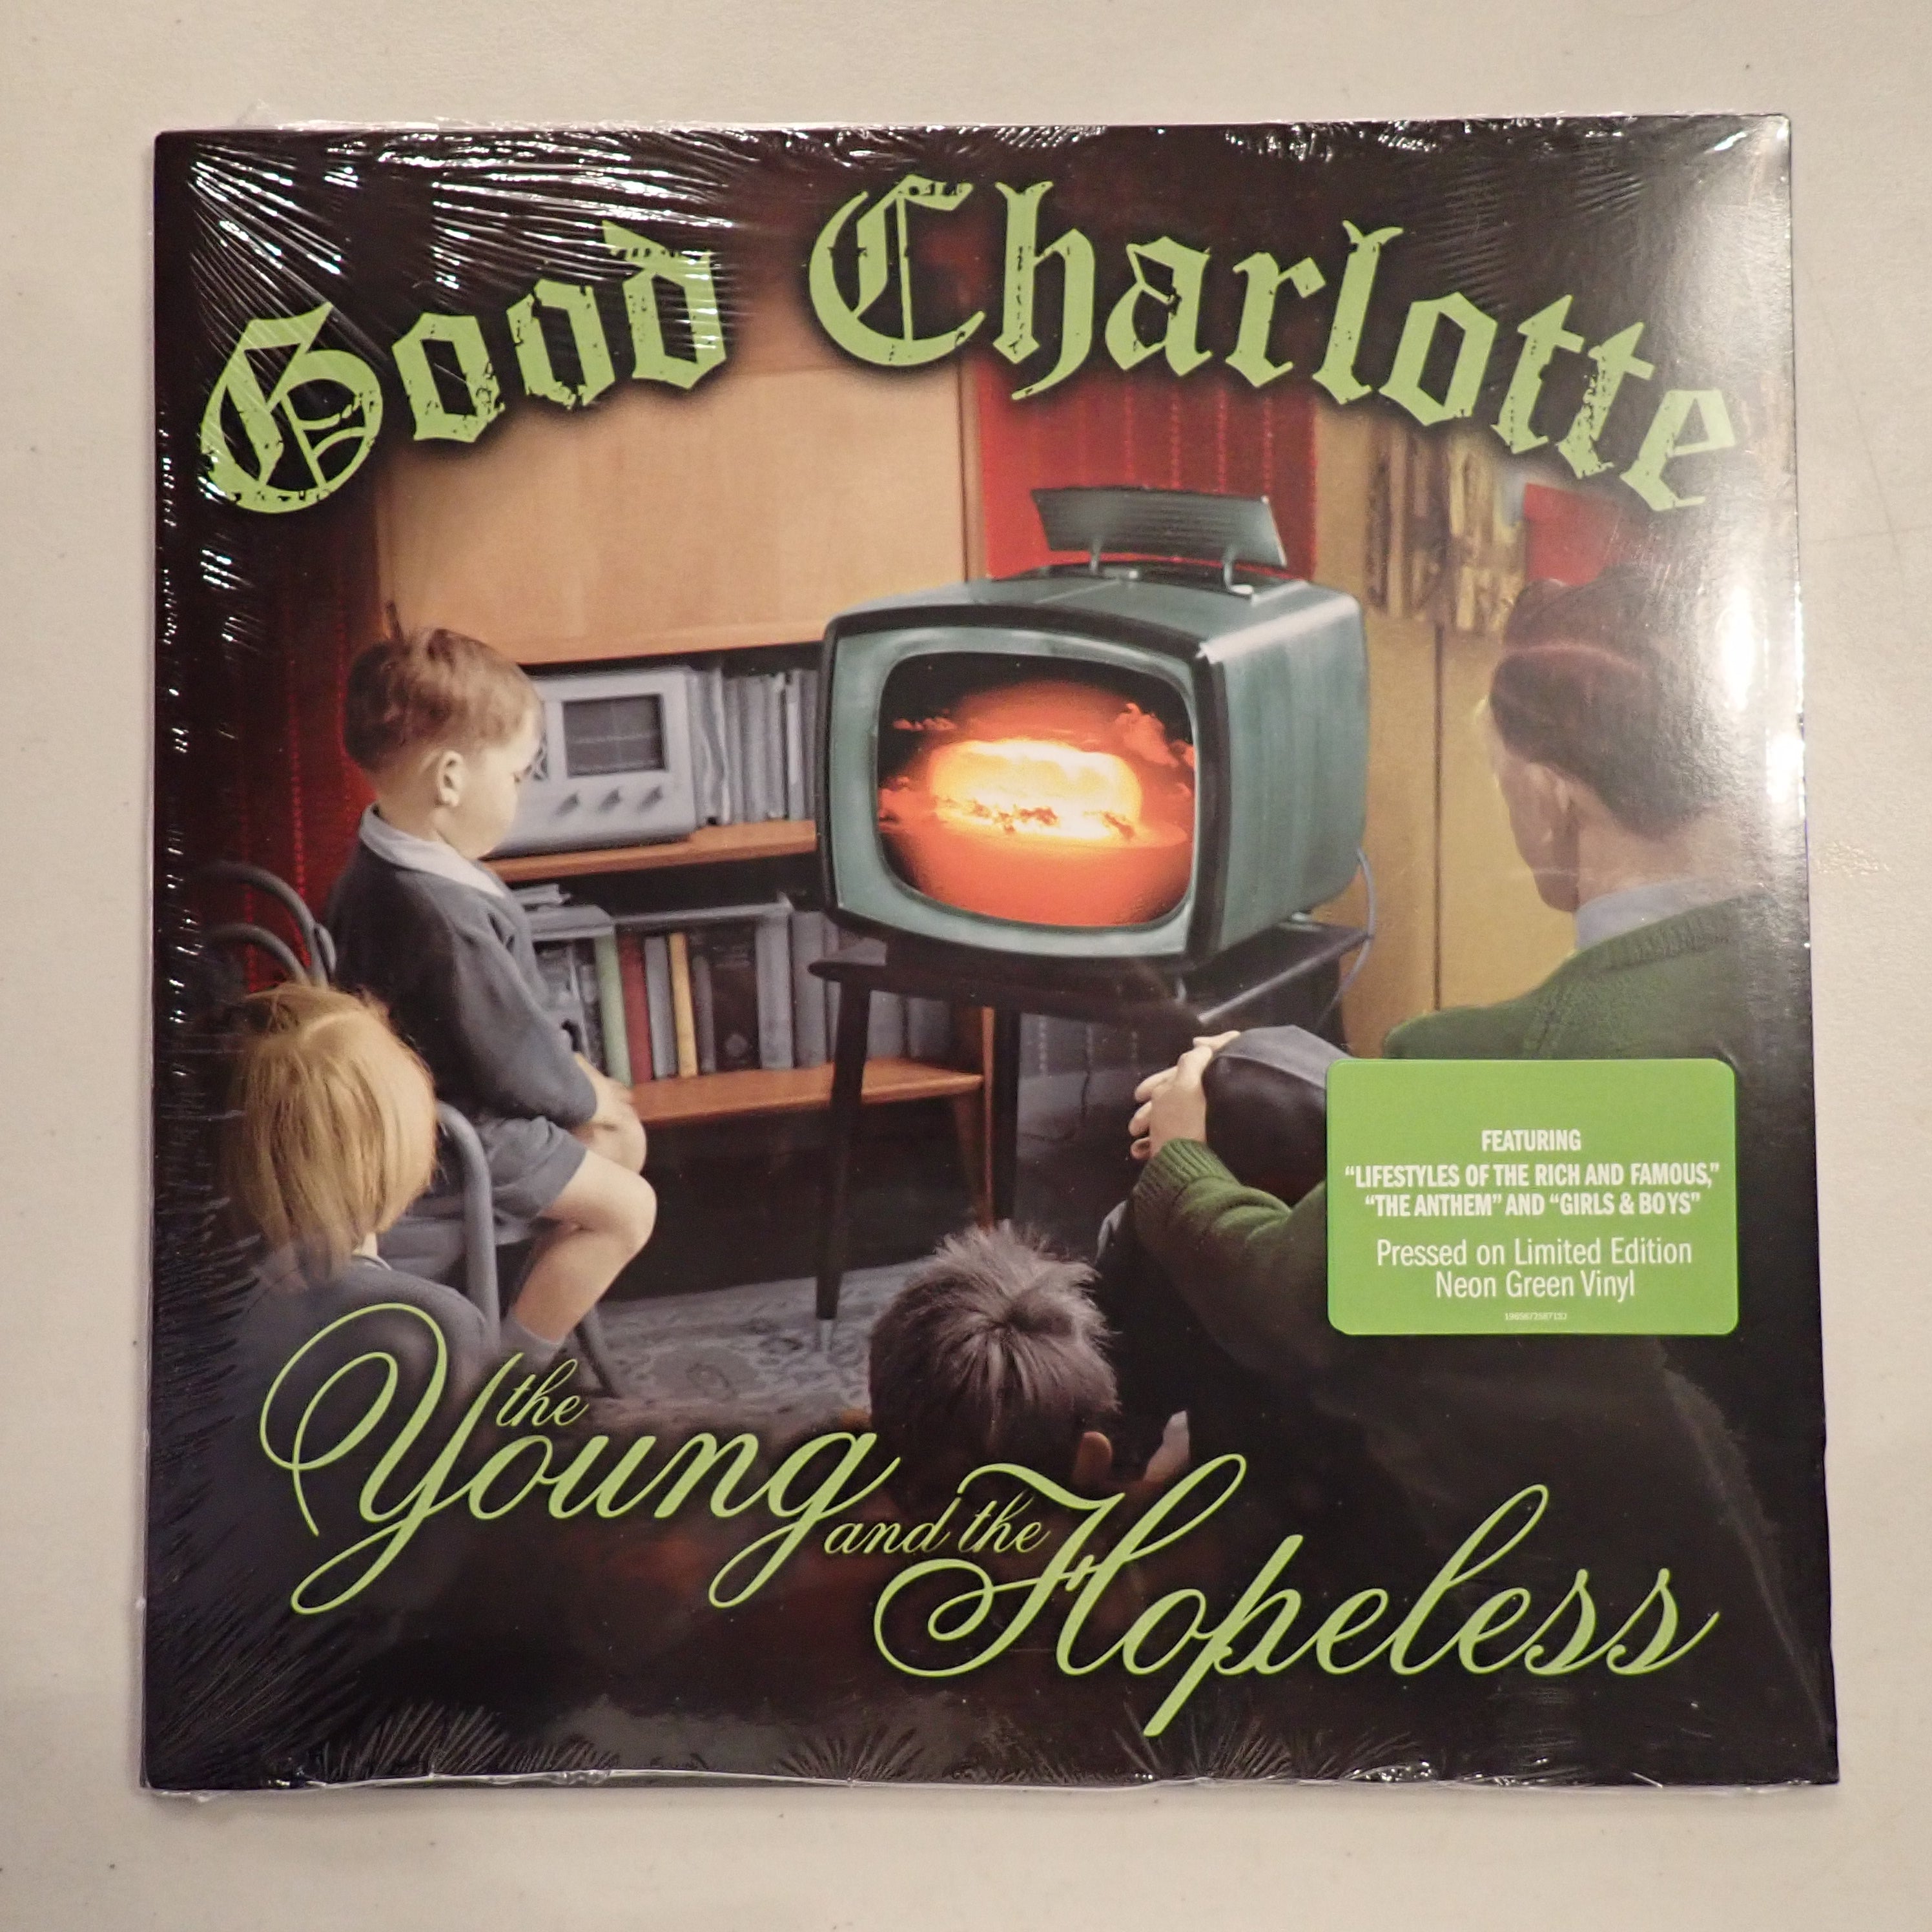 Good Charlotte
FEATURING
“LIFESTYLES OF THE RICH AND FAMOUS,”
“THE ANTHEM” AND “GIRLS & BOYS”
Pressed on Limited Edition
Neon Green Vinyl
the
Young
and the
Hopeless